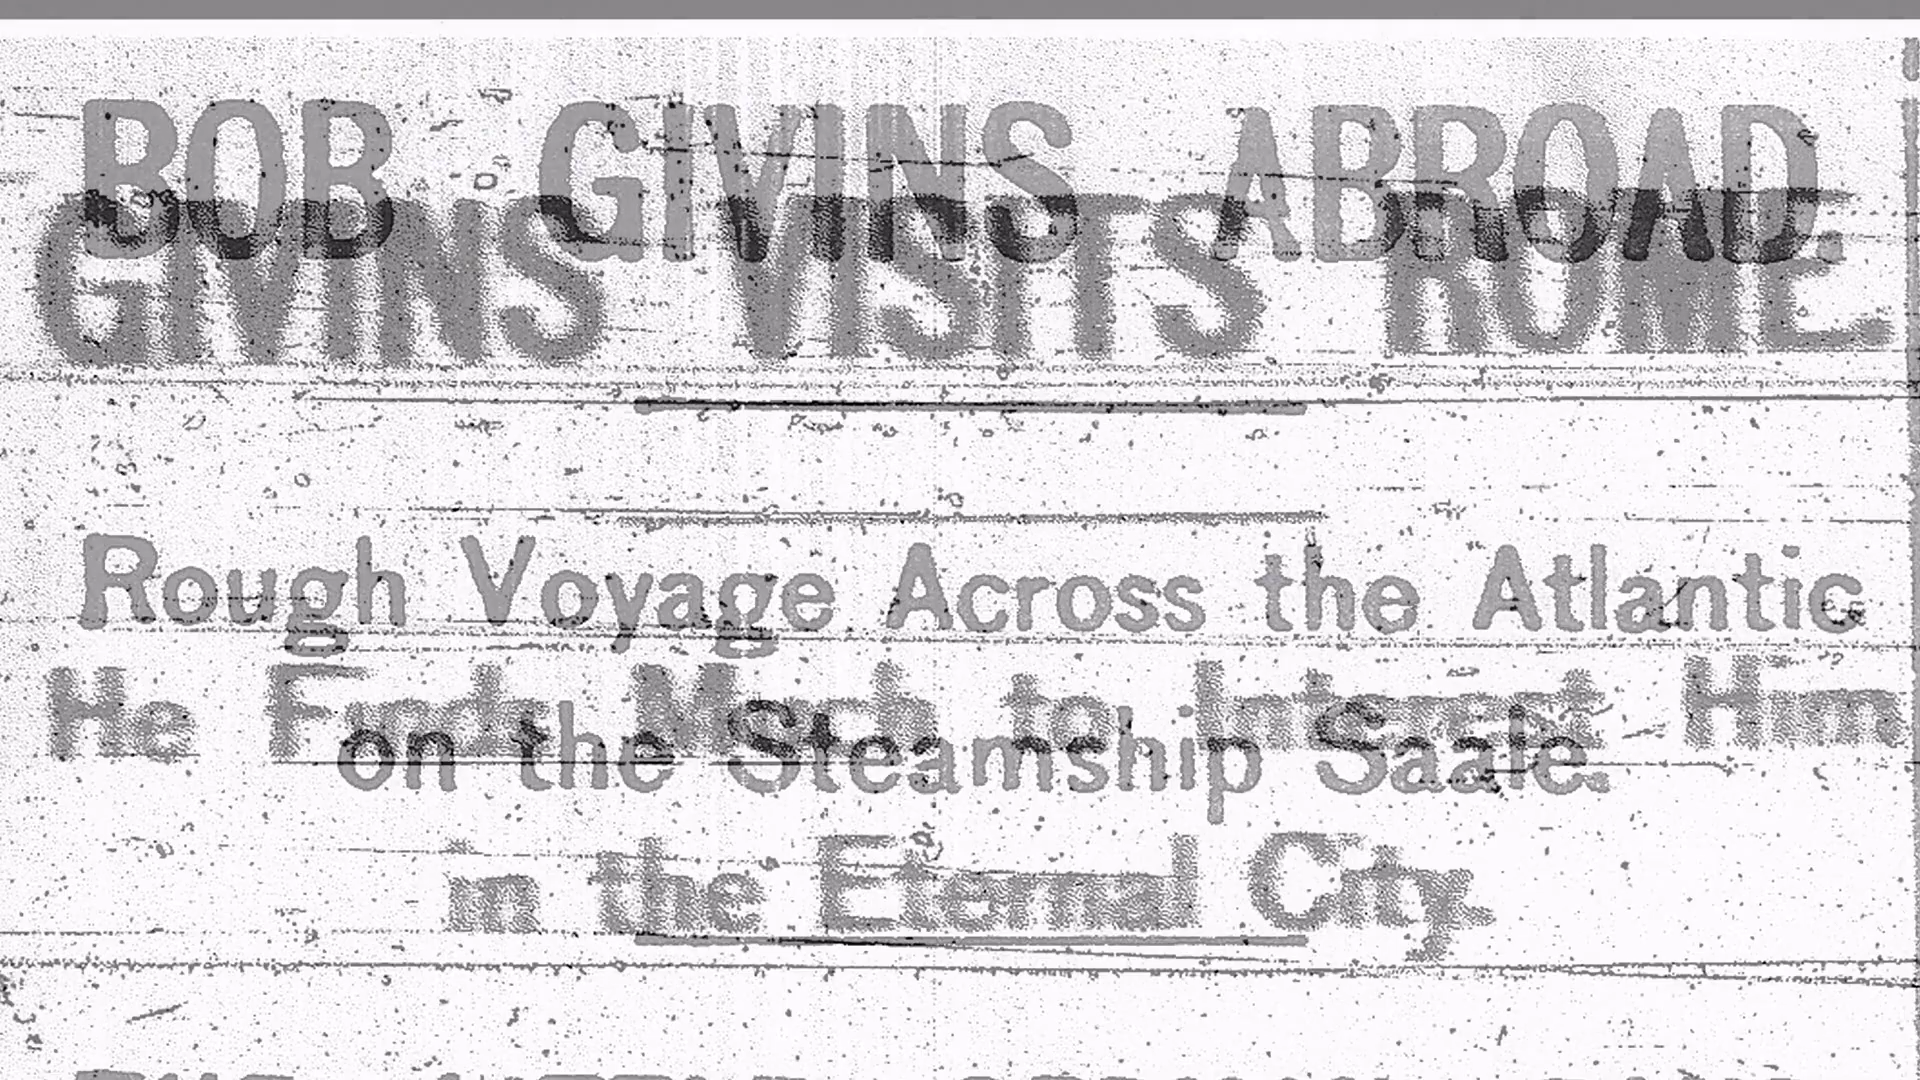 BOB GIVINS ABROAD.
GIVINS VISITS ROME.
Rough Voyage Across the Atlantic
He Finds Much to Interest Him
on the Steamship Saale.
in the Eternal City.